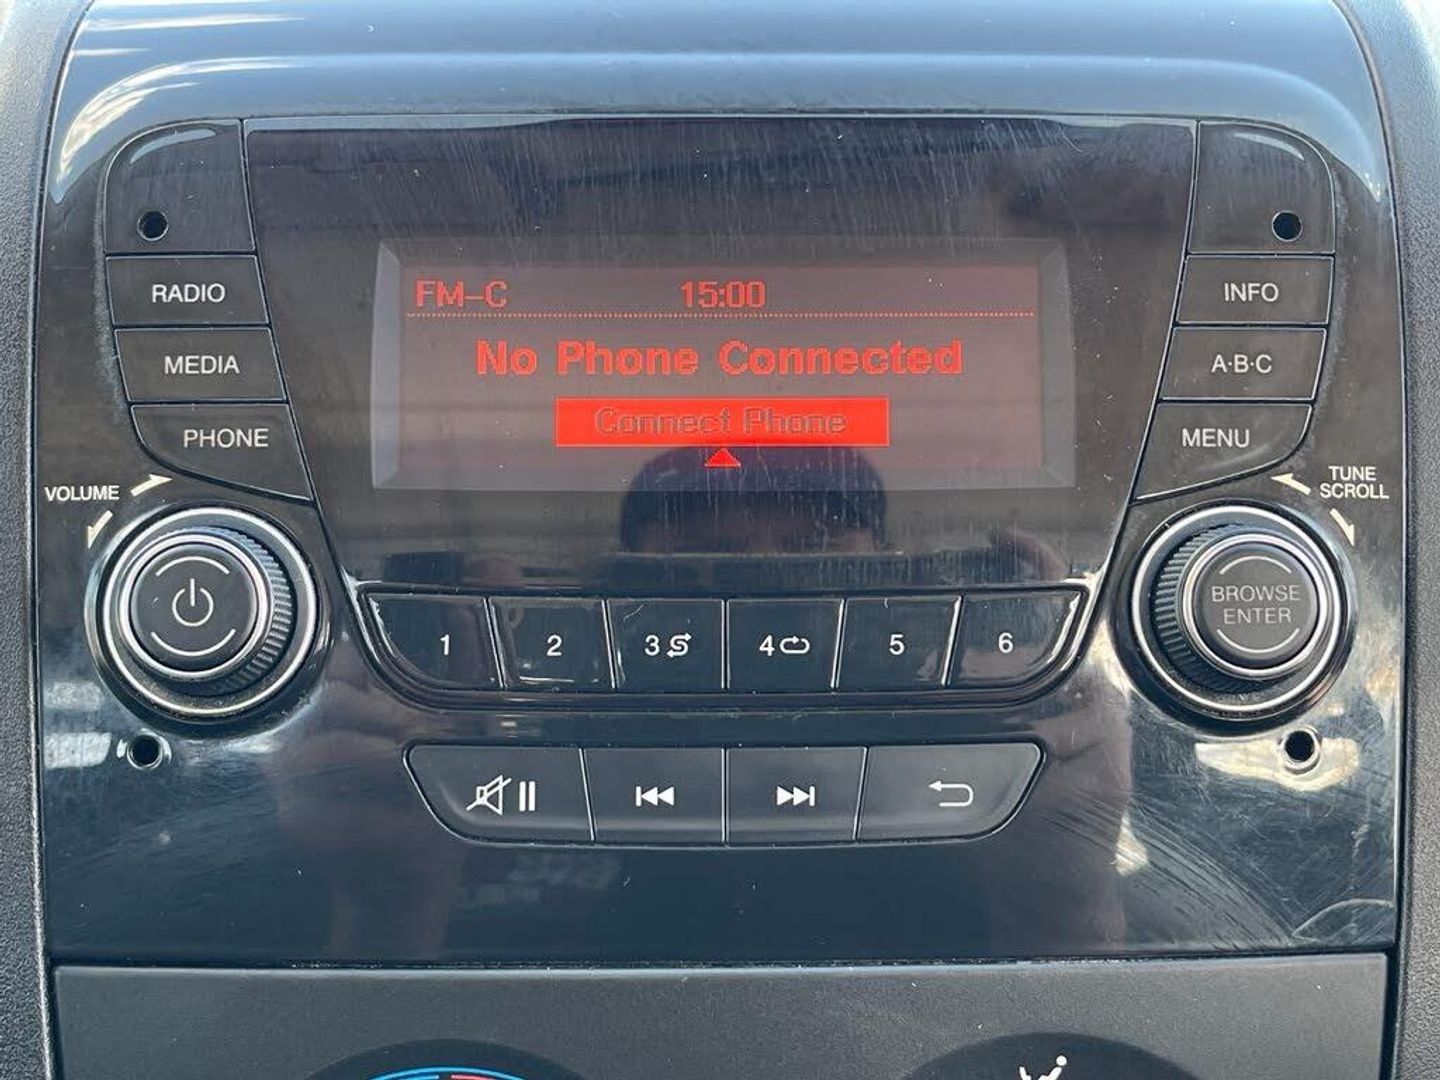 FM-C 15:00
No Phone Connected
Connect Phone
RADIO
MEDIA
PHONE
VOLUME
INFO
A·B·C
MENU
TUNE
SCROLL
BROWSE
ENTER
1 2 3 4 5 6